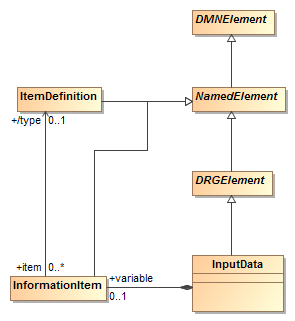 DMNElement
ItemDefinition
NamedElement
+/type 0..1
DRGElement
+item 0..*
+variable
InputData
InformationItem
0..1